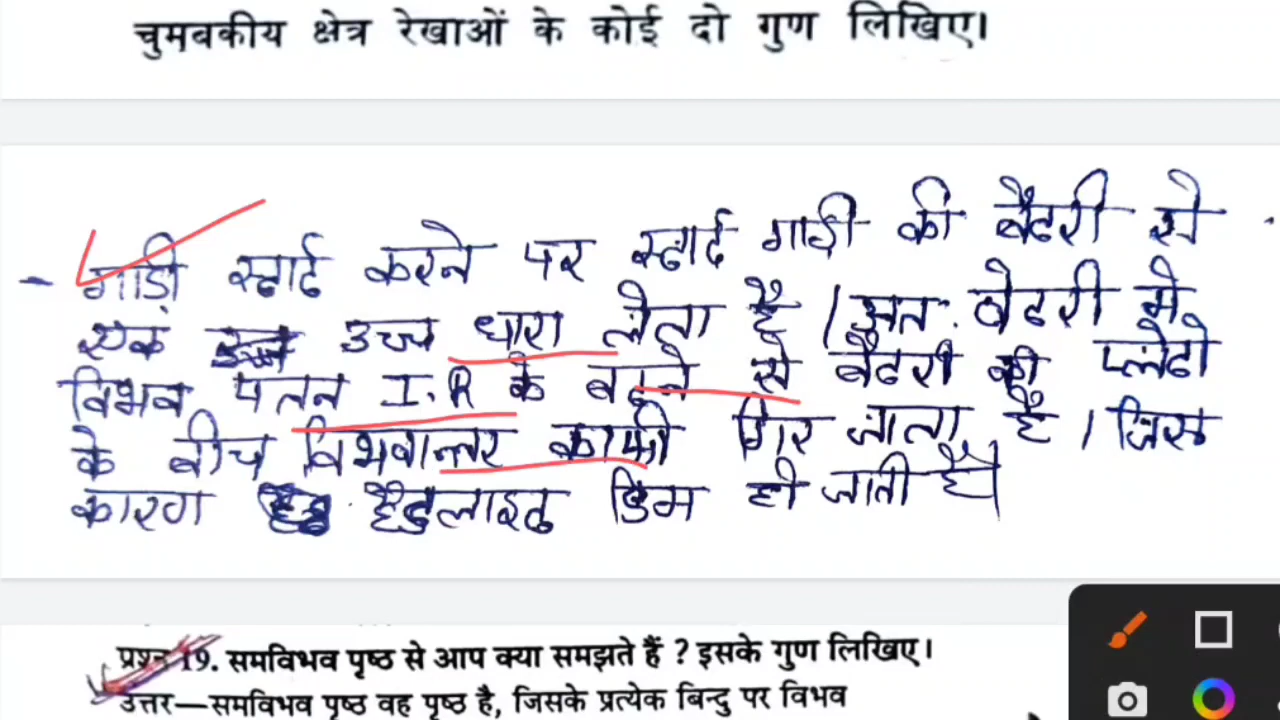 चुमबकीय क्षेत्र रेखाओं के कोई दो गुण लिखिए।
- गाडी स्टार्ट करने पर स्टार्ट गाडी की बैटरी से
एक उच्च धारा लेता है । अत: बेटरी मे
विभव पतन I.R के बढने से बैटरी की प्लेटो
के बीच विभवान्तर काफी गिर जाता है । जिस
कारण हैडलाइट डिम हो जाती है।
प्रश्न 19. समविभव पृष्ठ से आप क्या समझते हैं ? इसके गुण लिखिए।
उत्तर—समविभव पृष्ठ वह पृष्ठ है, जिसके प्रत्येक बिन्दु पर विभव